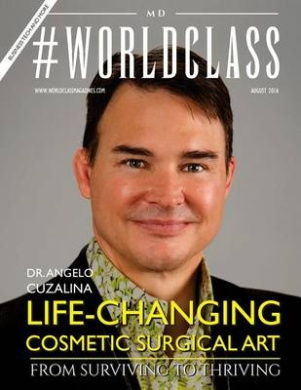 BUSINESS TECH AND MORE
MD
#WORLDCLASS
WWW.WORLDCLASSMAGAZINES.COM
AUGUST 2016
DR.ANGELO
CUZALINA
LIFE-CHANGING
COSMETIC SURGICAL ART
FROM SURVIVING TO THRIVING